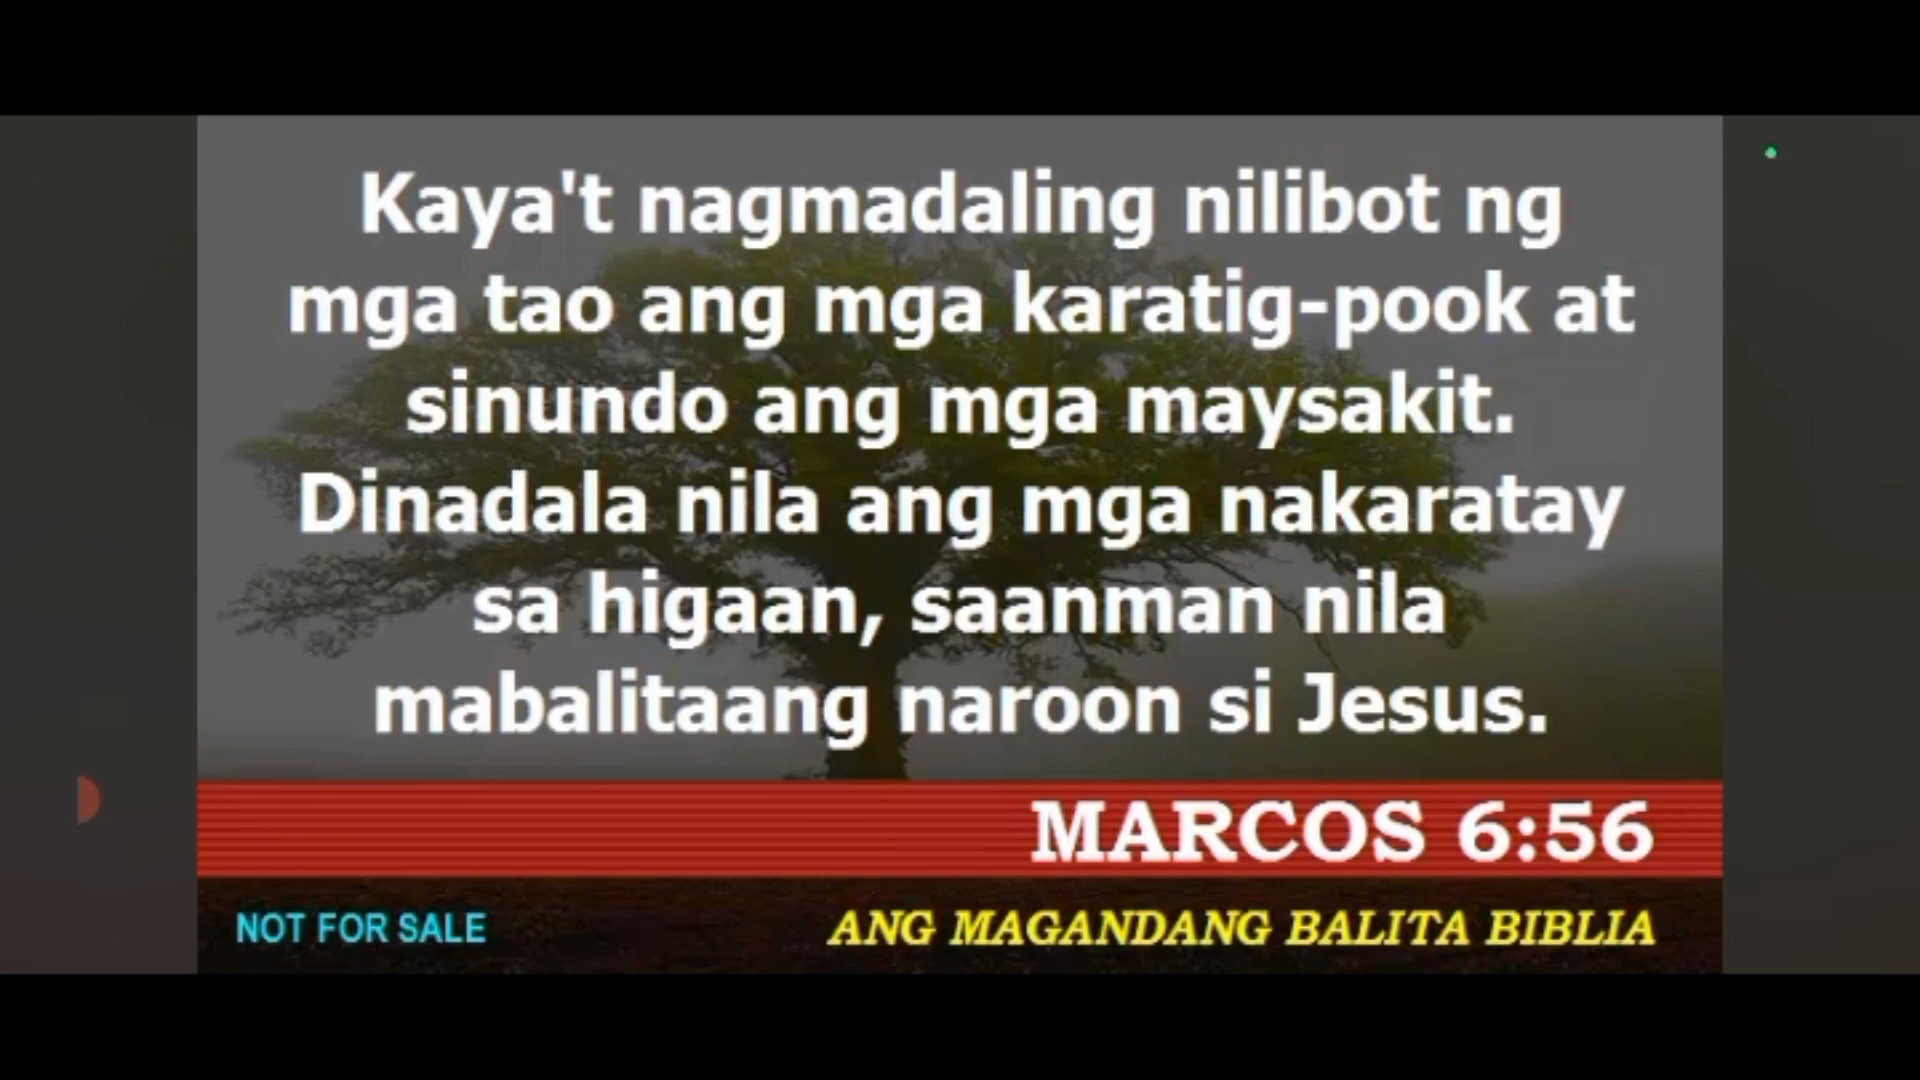 Kaya't nagmadaling nilibot ng
mga tao ang mga karatig-pook at
sinundo ang mga maysakit.
Dinadala nila ang mga nakaratay
sa higaan, saanman nila
mabalitaang naroon si Jesus.
MARCOS 6:56
NOT FOR SALE
ANG MAGANDANG BALITA BIBLIA